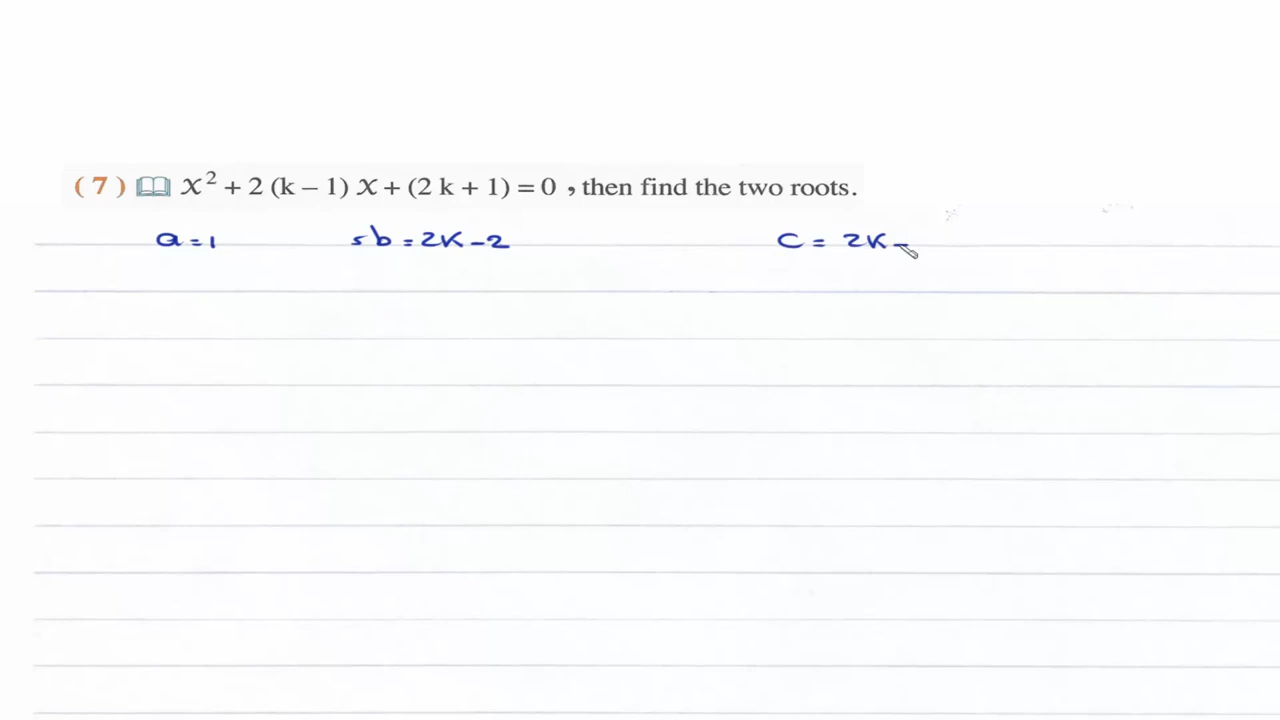 ( 7 ) x² + 2 (k – 1) x + (2 k + 1) = 0 , then find the two roots.
a = 1 , b = 2k - 2 c = 2k -